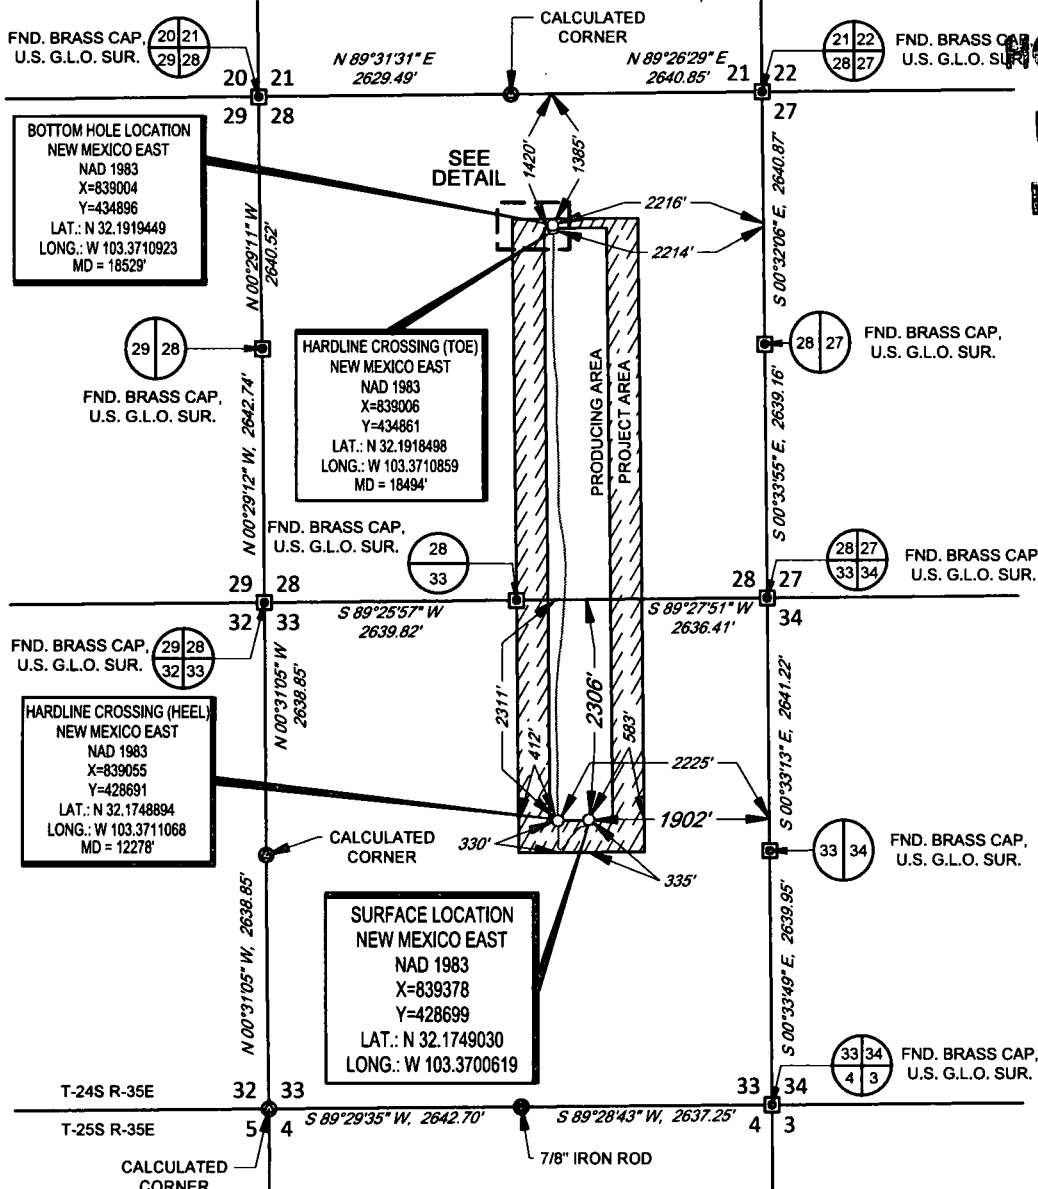 CALCULATED
CORNER
FND. BRASS CAP,
U.S. G.L.O. SUR.
20 21
29 28
N 89°31'31" E
2629.49'
N 89°26'29" E
2640.85'
21 22
28 27
FND. BRASS CAP,
U.S. G.L.O. SUR.
20 21
29 28
21 22
27
BOTTOM HOLE LOCATION
NEW MEXICO EAST
NAD 1983
X=839004
Y=434896
LAT.: N 32.1919449
LONG.: W 103.3710923
MD = 18529'
SEE
DETAIL
1420'
1385'
2216'
2214'
S 00°32'06" E, 2640.87'
N 00°29'11" W
2640.52'
29 28
FND. BRASS CAP,
U.S. G.L.O. SUR.
28 27
FND. BRASS CAP,
U.S. G.L.O. SUR.
HARDLINE CROSSING (TOE)
NEW MEXICO EAST
NAD 1983
X=839006
Y=434861
LAT.: N 32.1918498
LONG.: W 103.3710859
MD = 18494'
PRODUCING AREA
PROJECT AREA
N 00°29'12" W, 2642.74'
S 00°33'55" E, 2639.16'
FND. BRASS CAP,
U.S. G.L.O. SUR.
28
33
28 27
33 34
FND. BRASS CAP,
U.S. G.L.O. SUR.
29 28
32 33
28 27
34
S 89°25'57" W
2639.82'
S 89°27'51" W
2636.41'
FND. BRASS CAP,
U.S. G.L.O. SUR.
29 28
32 33
N 00°31'05" W
2638.85'
2311'
2306'
412'
583'
2225'
1902'
S 00°33'13" E, 2641.22'
HARDLINE CROSSING (HEEL)
NEW MEXICO EAST
NAD 1983
X=839055
Y=428691
LAT.: N 32.1748894
LONG.: W 103.3711068
MD = 12278'
CALCULATED
CORNER
330'
335'
33 34
FND. BRASS CAP,
U.S. G.L.O. SUR.
SURFACE LOCATION
NEW MEXICO EAST
NAD 1983
X=839378
Y=428699
LAT.: N 32.1749030
LONG.: W 103.3700619
N 00°31'05" W, 2638.85'
S 00°33'49" E, 2639.95'
33 34
4 3
FND. BRASS CAP,
U.S. G.L.O. SUR.
T-24S R-35E
T-25S R-35E
32 33
5 4
33 34
4 3
S 89°29'35" W, 2642.70'
S 89°28'43" W, 2637.25'
7/8" IRON ROD
CALCULATED
CORNER